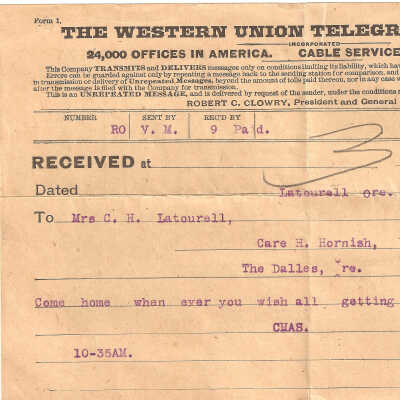 Form 1.
THE WESTERN UNION TELEGR
INCORPORATED
24,000 OFFICES IN AMERICA. CABLE SERVICE
This Company TRANSMITS and DELIVERS messages only on conditions limiting its liability, which hav
Errors can be guarded against only by repeating a message back to the sending station for comparison, and
in transmission or delivery of Unrepeated Messages, beyond the amount of tolls paid thereon, nor in any case w
after the message is filed with the Company for transmission.
This is an UNREPEATED MESSAGE, and is delivered by request of the sender, under the conditions
ROBERT C. CLOWRY, President and General
NUMBER SENT BY REC'D BY
RO V. M. 9 Paid.
RECEIVED at
Dated Latourell ore.
To Mrs C. H. Latourell,
Care H. Hornish,
The Dalles, re.
Come home when ever you wish all getting
CHAS.
10-35AM.